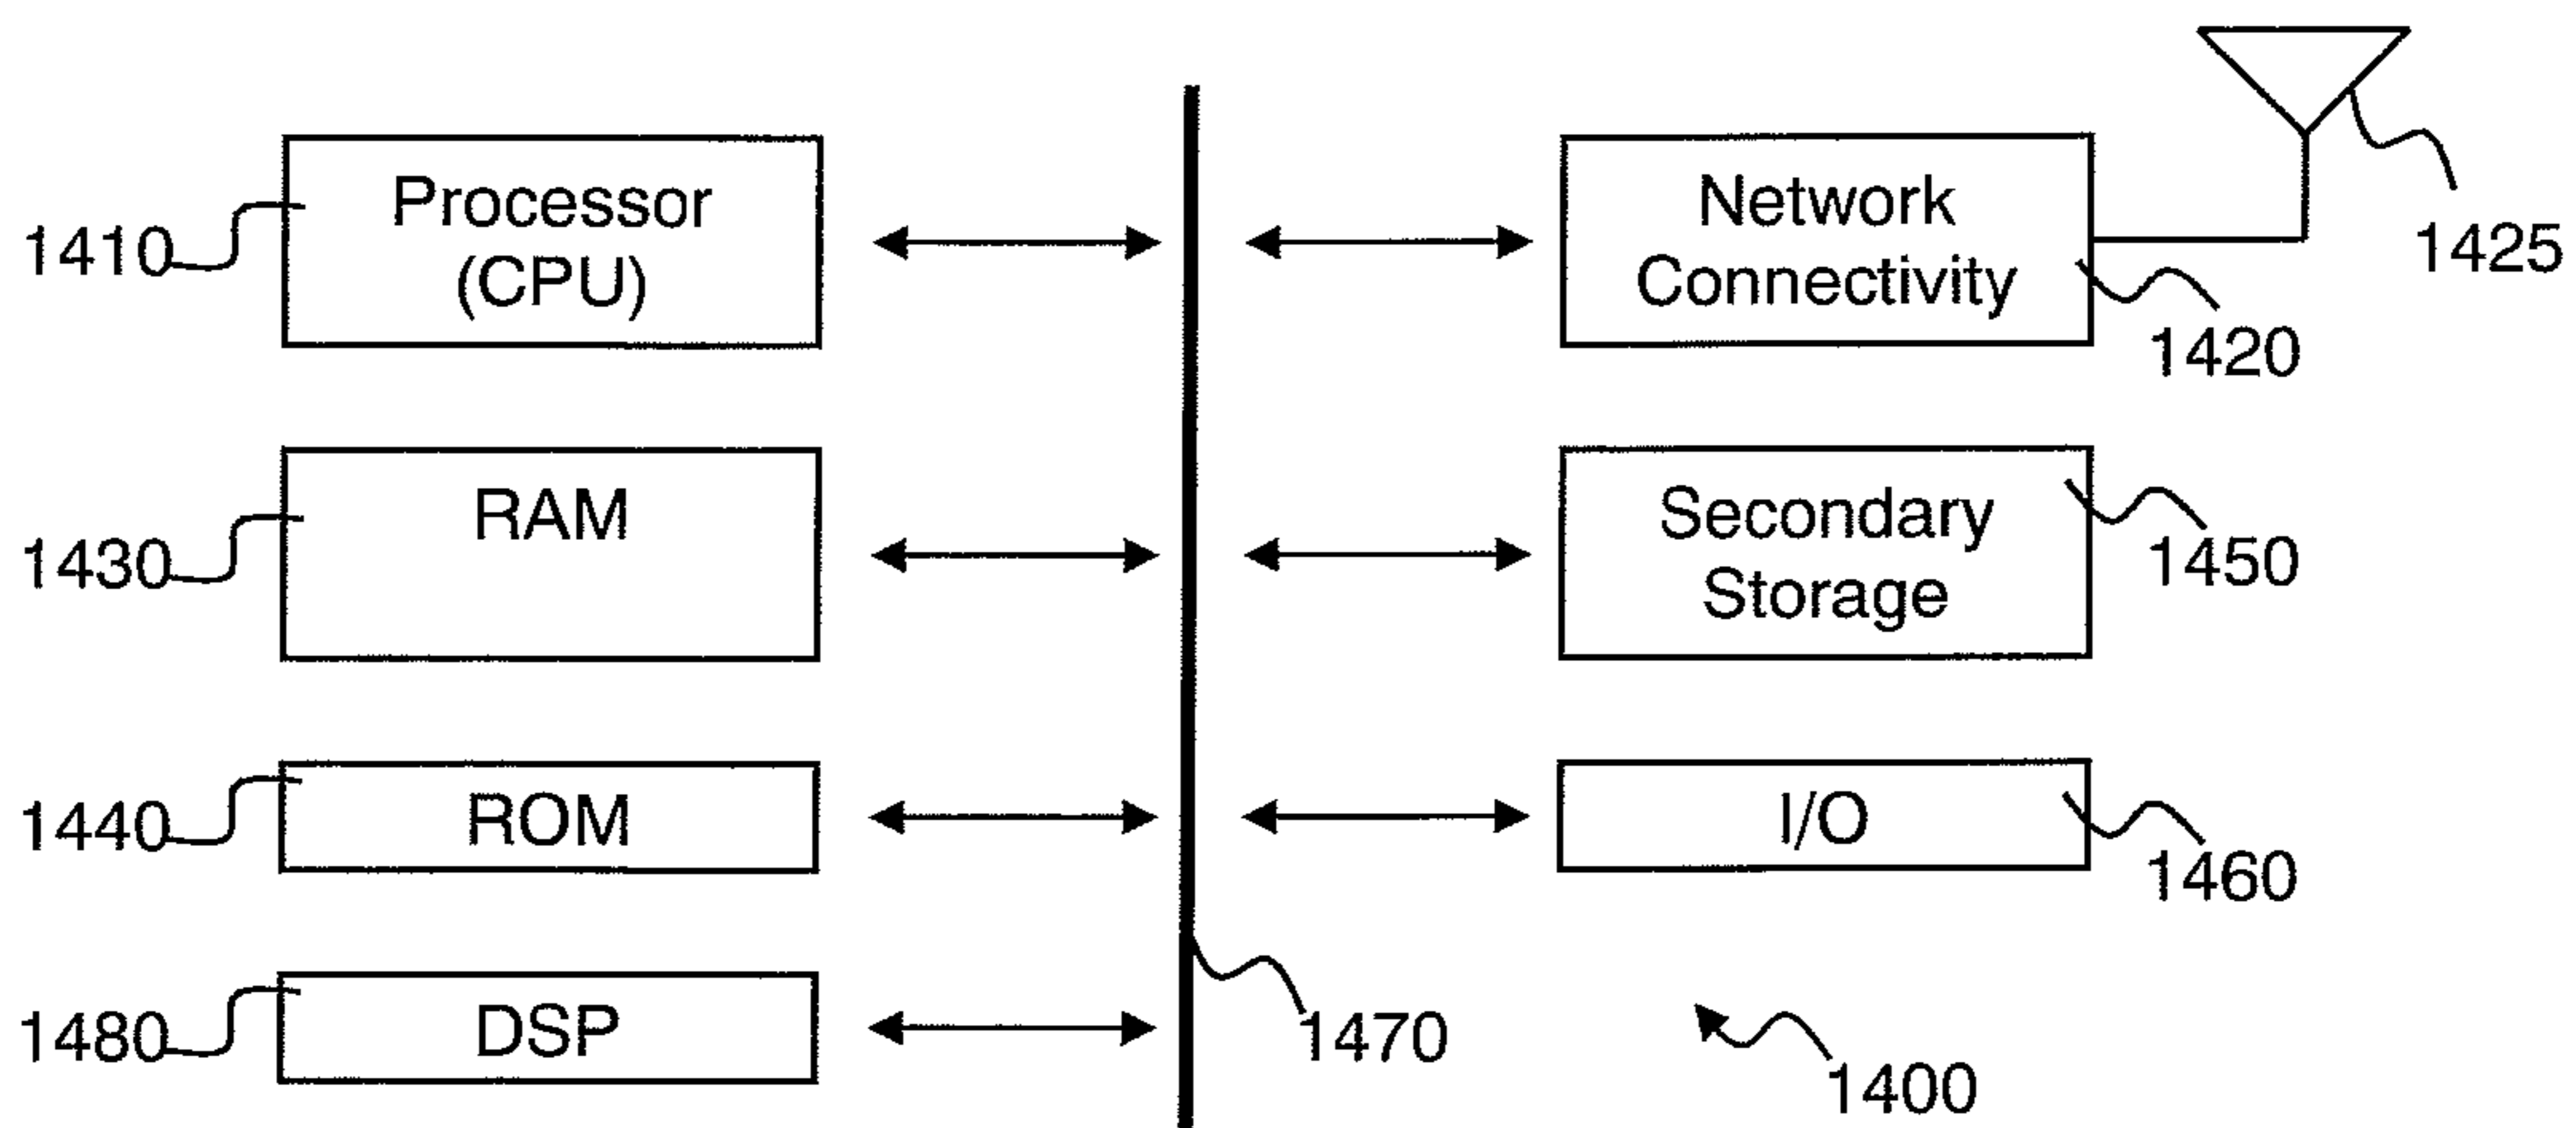 1410
Processor
(CPU)
Network
Connectivity
1425
1420
1430
RAM
Secondary
Storage
1450
1440
ROM
I/O
1460
1480
DSP
1470
1400